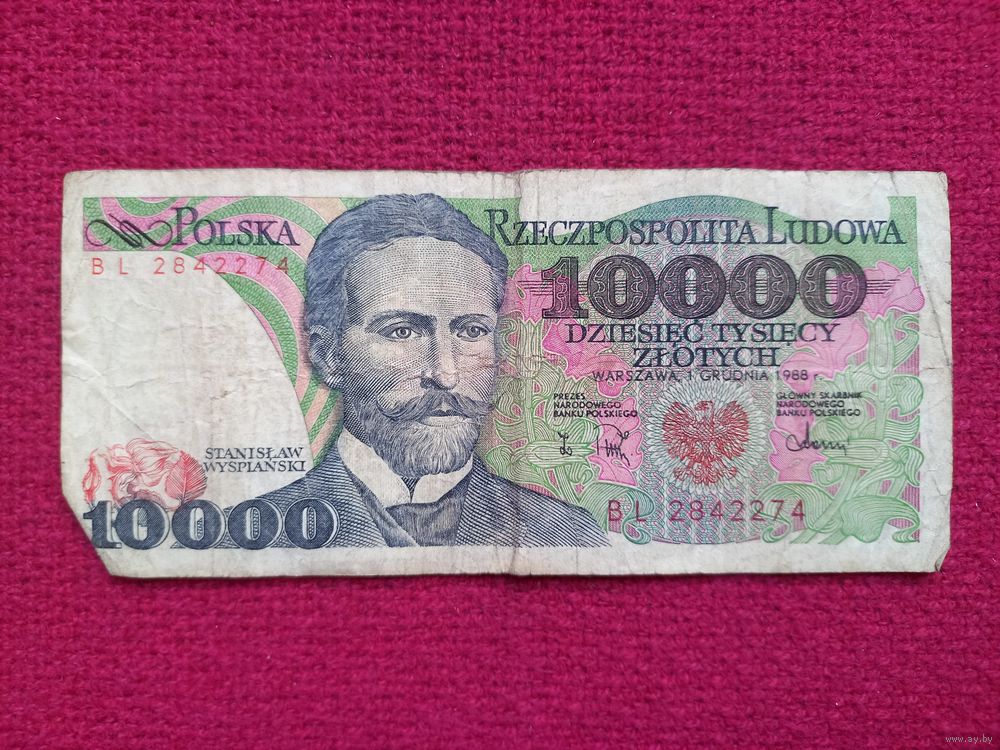 POLSKA
RZECZPOSPOLITA LUDOWA
BL 2842274
10000
DZIESIĘĆ TYSIĘCY
ZŁOTYCH
WARSZAWA, 1 GRUDNIA 1988 r.
PREZES
NARODOWEGO
BANKU POLSKIEGO
GŁÓWNY SKARBNIK
NARODOWEGO
BANKU POLSKIEGO
STANISŁAW
WYSPIAŃSKI
10000
BL 2842274
www.ay.by